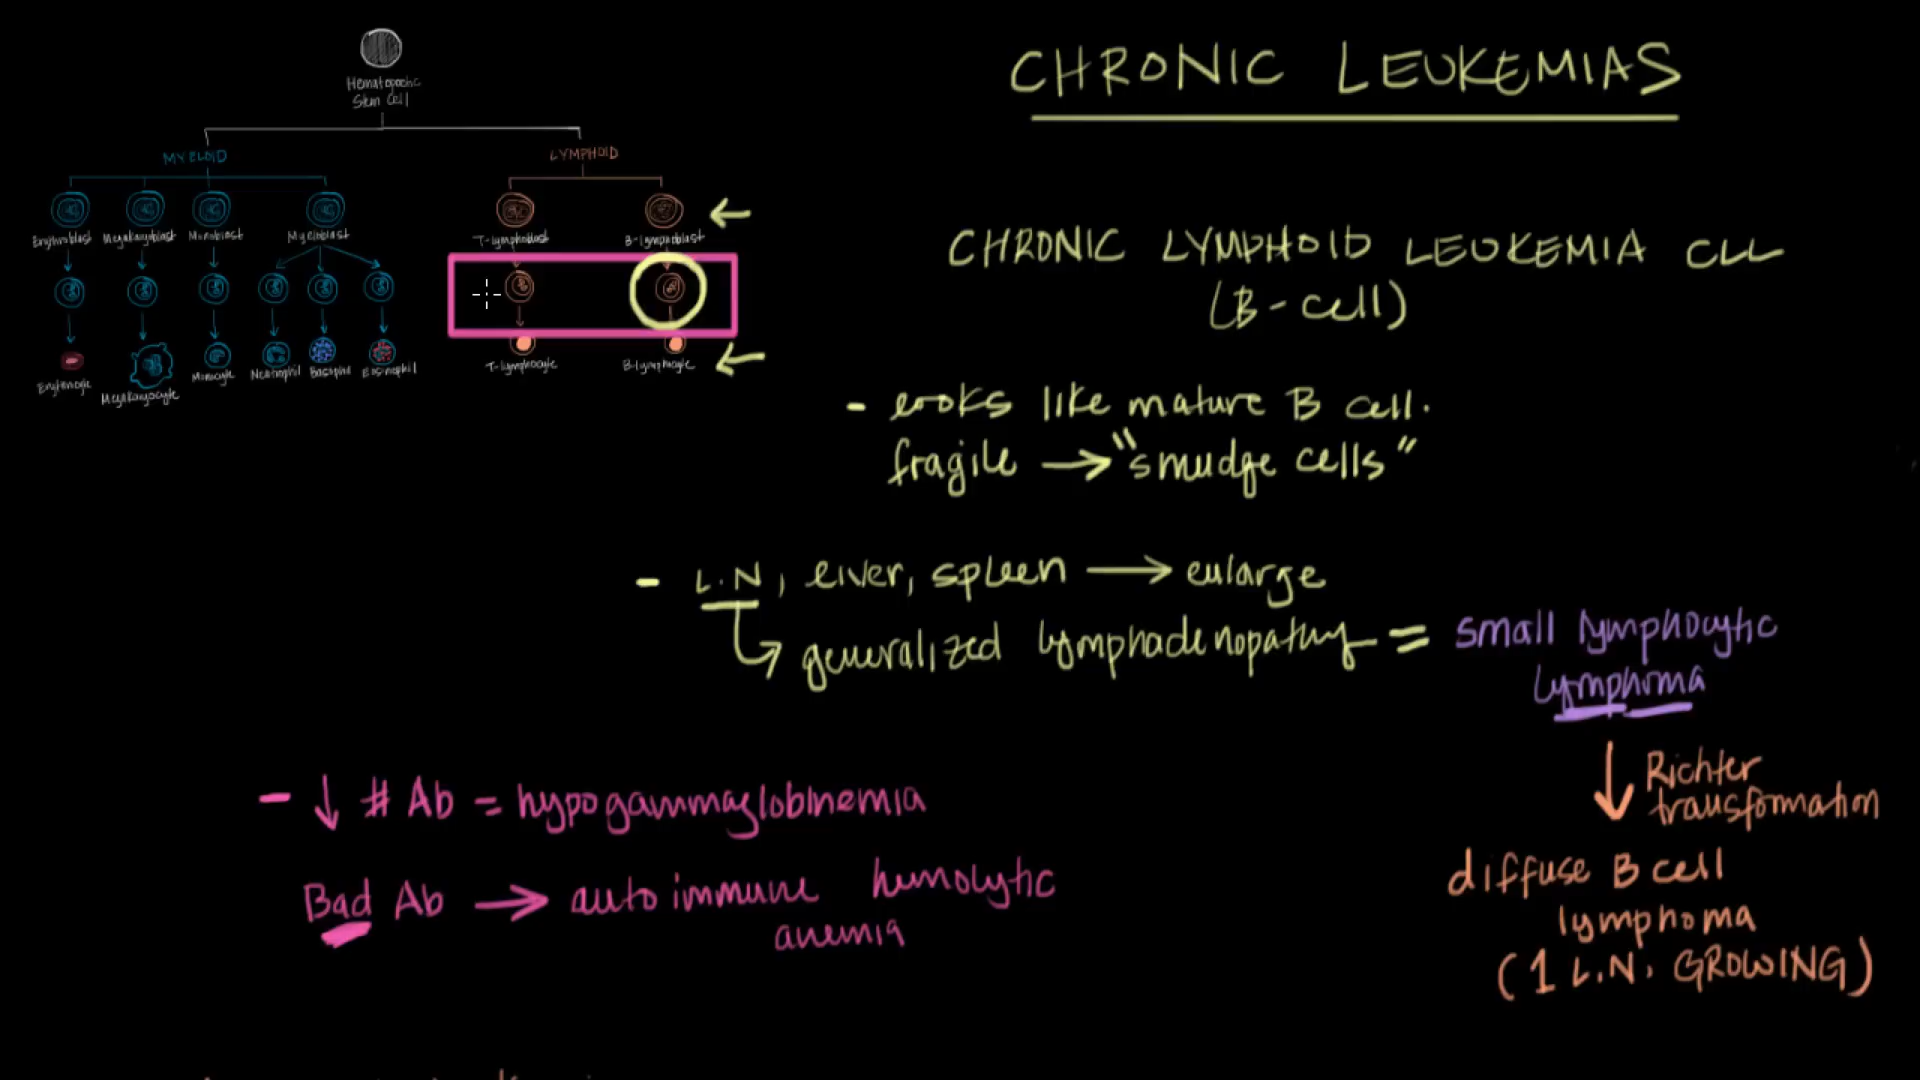 Hematopoetic
Stem Cell
MYELOID
LYMPHOID
Erythroblast Megakaryoblast Monoblast Myeloblast T-lymphoblast B-lymphoblast
Erythrocyte Megakaryocyte Monocyte Neutrophil Basophil Eosinophil T-lymphocyte B-lymphocyte
CHRONIC LEUKEMIAS
CHRONIC LYMPHOID LEUKEMIA CLL
(B-cell)
- looks like mature B cell.
fragile → "smudge cells"
- L.N, liver, spleen → enlarge
↳ generalized lymphadenopathy = small lymphocytic
lymphoma
↓ Richter
transformation
diffuse B cell
lymphoma
(1 L.N. GROWING)
- ↓ # Ab = hypogammaglobinemia
Bad Ab → autoimmune hemolytic
anemia